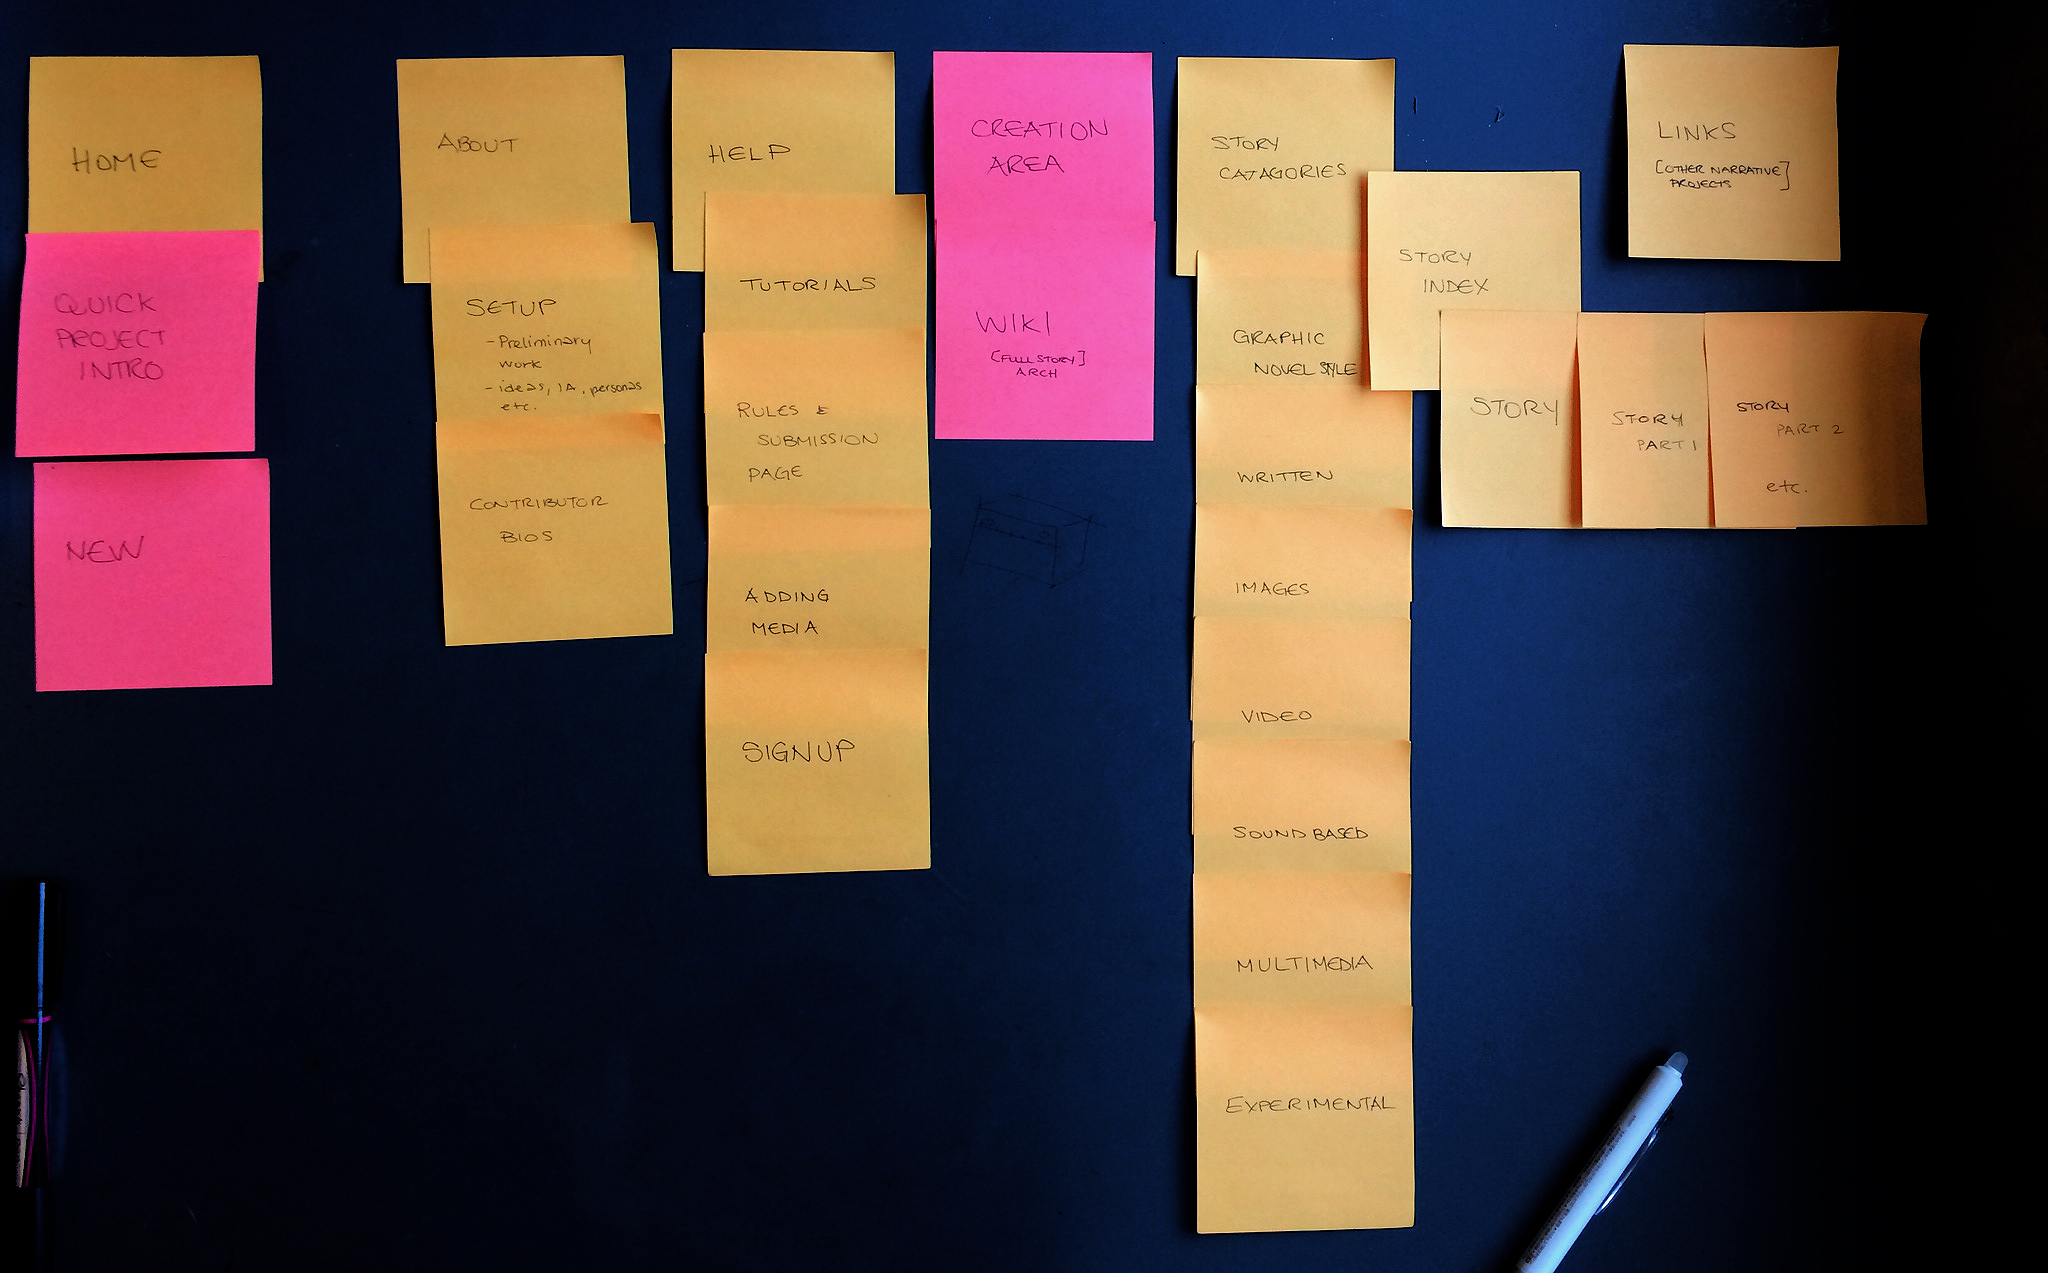 HOME
QUICK
PROJECT
INTRO
NEW
ABOUT
SETUP
- Preliminary
work
- ideas, IA, personas
etc.
CONTRIBUTOR
BIOS
HELP
TUTORIALS
RULES &
SUBMISSION
PAGE
ADDING
MEDIA
SIGNUP
CREATION
AREA
WIKI
[FULL STORY]
ARCH
STORY
CATAGORIES
GRAPHIC
NOVEL STYLE
WRITTEN
IMAGES
VIDEO
SOUND BASED
MULTIMEDIA
EXPERIMENTAL
STORY
INDEX
STORY
STORY
PART 1
STORY
PART 2
etc.
LINKS
[OTHER NARRATIVE]
PROJECTS